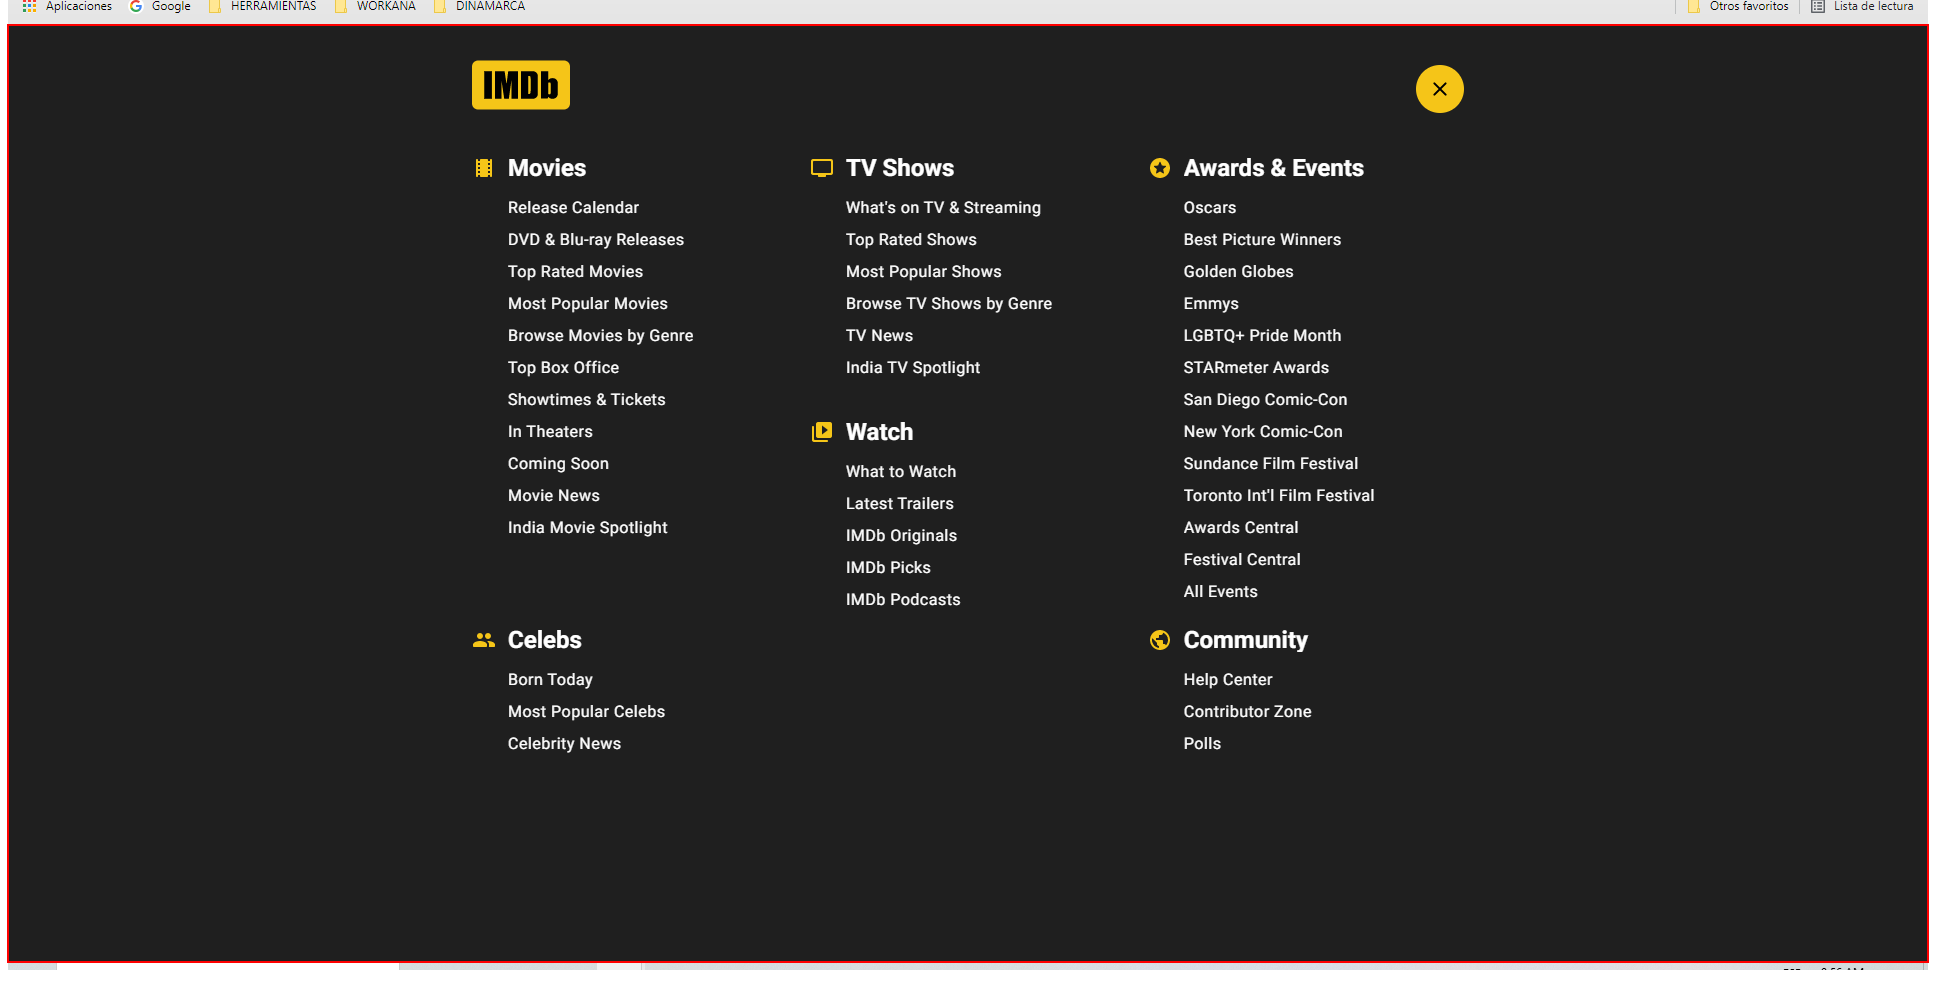 Aplicaciones Google HERRAMIENTAS WORKANA DINAMARCA Otros favoritos Lista de lectura
IMDb
Movies
Release Calendar
DVD & Blu-ray Releases
Top Rated Movies
Most Popular Movies
Browse Movies by Genre
Top Box Office
Showtimes & Tickets
In Theaters
Coming Soon
Movie News
India Movie Spotlight
Celebs
Born Today
Most Popular Celebs
Celebrity News
TV Shows
What's on TV & Streaming
Top Rated Shows
Most Popular Shows
Browse TV Shows by Genre
TV News
India TV Spotlight
Watch
What to Watch
Latest Trailers
IMDb Originals
IMDb Picks
IMDb Podcasts
Awards & Events
Oscars
Best Picture Winners
Golden Globes
Emmys
LGBTQ+ Pride Month
STARmeter Awards
San Diego Comic-Con
New York Comic-Con
Sundance Film Festival
Toronto Int'l Film Festival
Awards Central
Festival Central
All Events
Community
Help Center
Contributor Zone
Polls